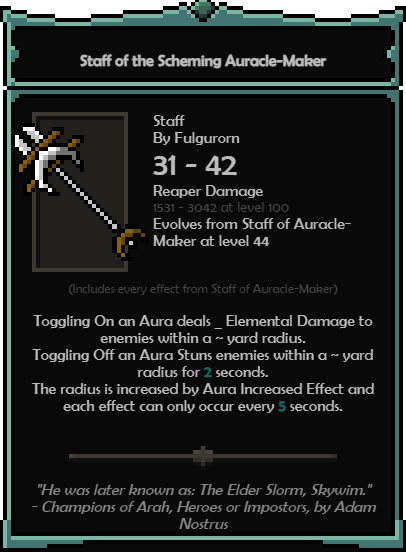 Staff of the Scheming Auracle-Maker
Staff
By Fulgurorn
31 - 42
Reaper Damage
1531 - 3042 at level 100
Evolves from Staff of Auracle-
Maker at level 44
(Includes every effect from Staff of Auracle-Maker)
Toggling On an Aura deals _ Elemental Damage to
enemies within a ~ yard radius.
Toggling Off an Aura Stuns enemies within a ~ yard
radius for 2 seconds.
The radius is increased by Aura Increased Effect and
each effect can only occur every 5 seconds.
"He was later known as: The Elder Slorm, Skywim."
- Champions of Arah, Heroes or Impostors, by Adam
Nostrus